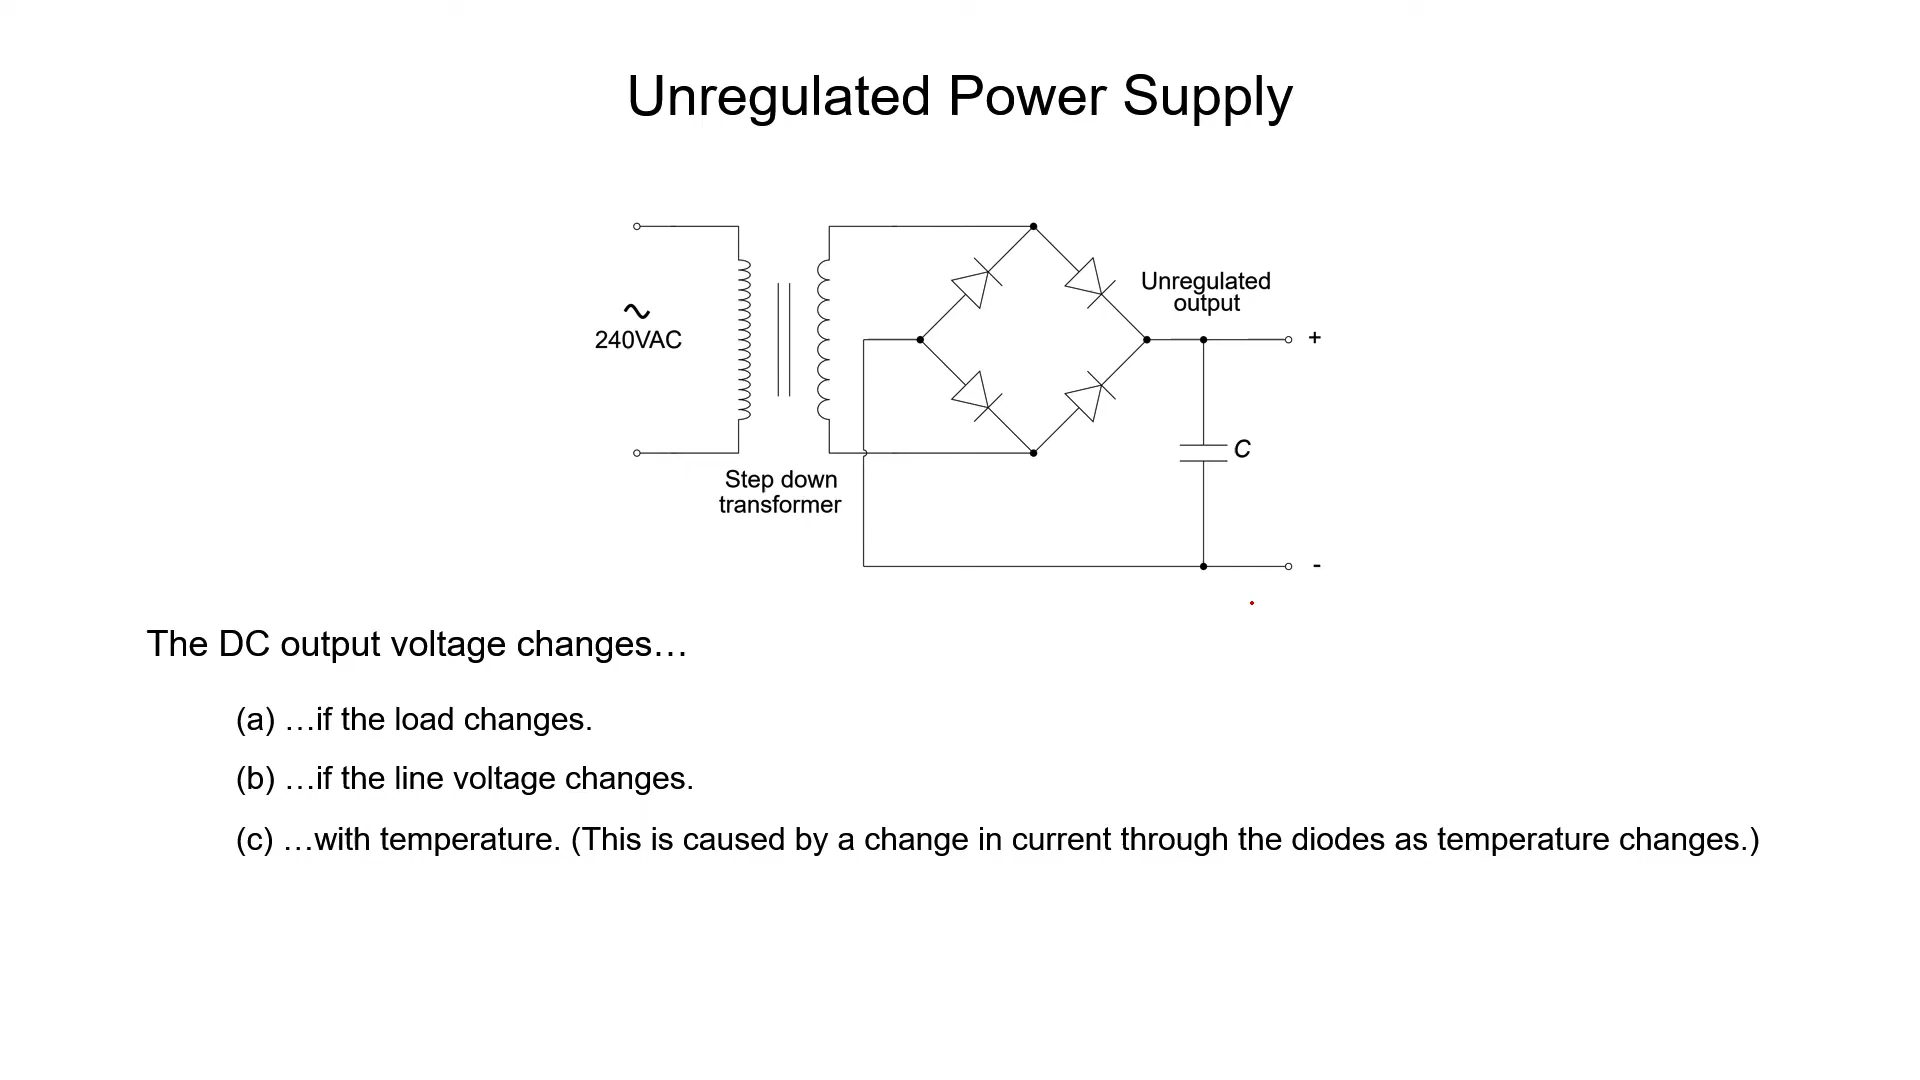 Unregulated Power Supply
Unregulated
output
+
240VAC
C
Step down
transformer
-
The DC output voltage changes…
(a) …if the load changes.
(b) …if the line voltage changes.
(c) …with temperature. (This is caused by a change in current through the diodes as temperature changes.)